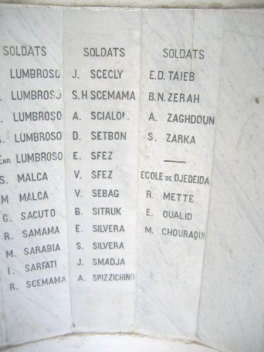 SOLDATS
LUMBROSO
LUMBROSO
LUMBROSO
LUMBROSO
LUMBROSO
S. MALCA
M MALCA
G. SACUTO
R. SAMAMA
M. SARABIA
I. SARFATI
R. SCEMAMA
SOLDATS
J. SCECLY
S.H SCEMAMA
A. SCIALOM
D. SETBON
E. SFEZ
V. SFEZ
V. SEBAG
B. SITRUK
E. SILVERA
S. SILVERA
J. SMADJA
A. SPIZZICHINO
SOLDATS
E.D. TAIEB
B.N. ZERAH
A. ZAGHDOUN
S. ZARKA
ECOLE DE DJEDEIDA
R. METTE
E. OUALID
M. CHOURAQUI